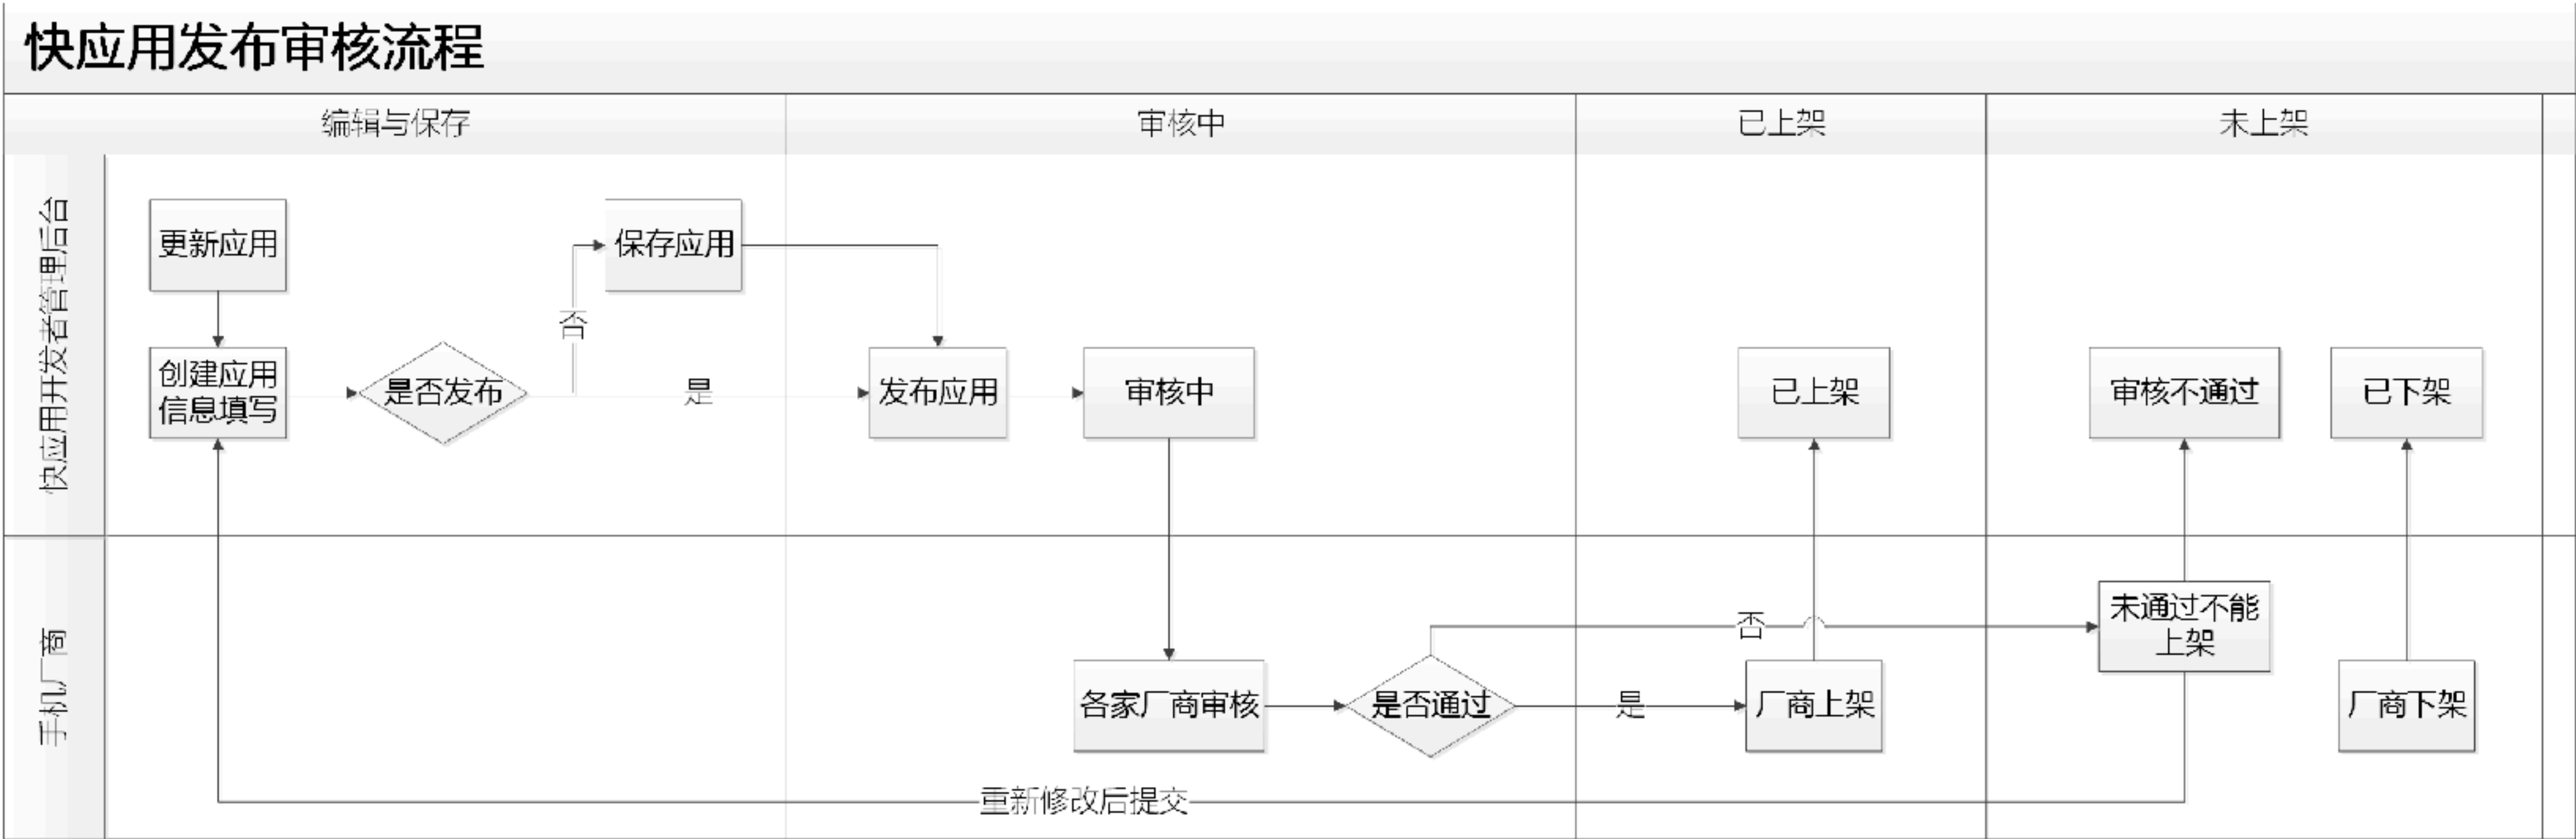 快应用发布审核流程
编辑与保存
审核中
已上架
未上架
快应用开发者管理后台
更新应用
保存应用
否
创建应用
信息填写
是否发布
是
发布应用
审核中
已上架
审核不通过
已下架
手机厂商
否
未通过不能
上架
各家厂商审核
是否通过
是
厂商上架
厂商下架
重新修改后提交